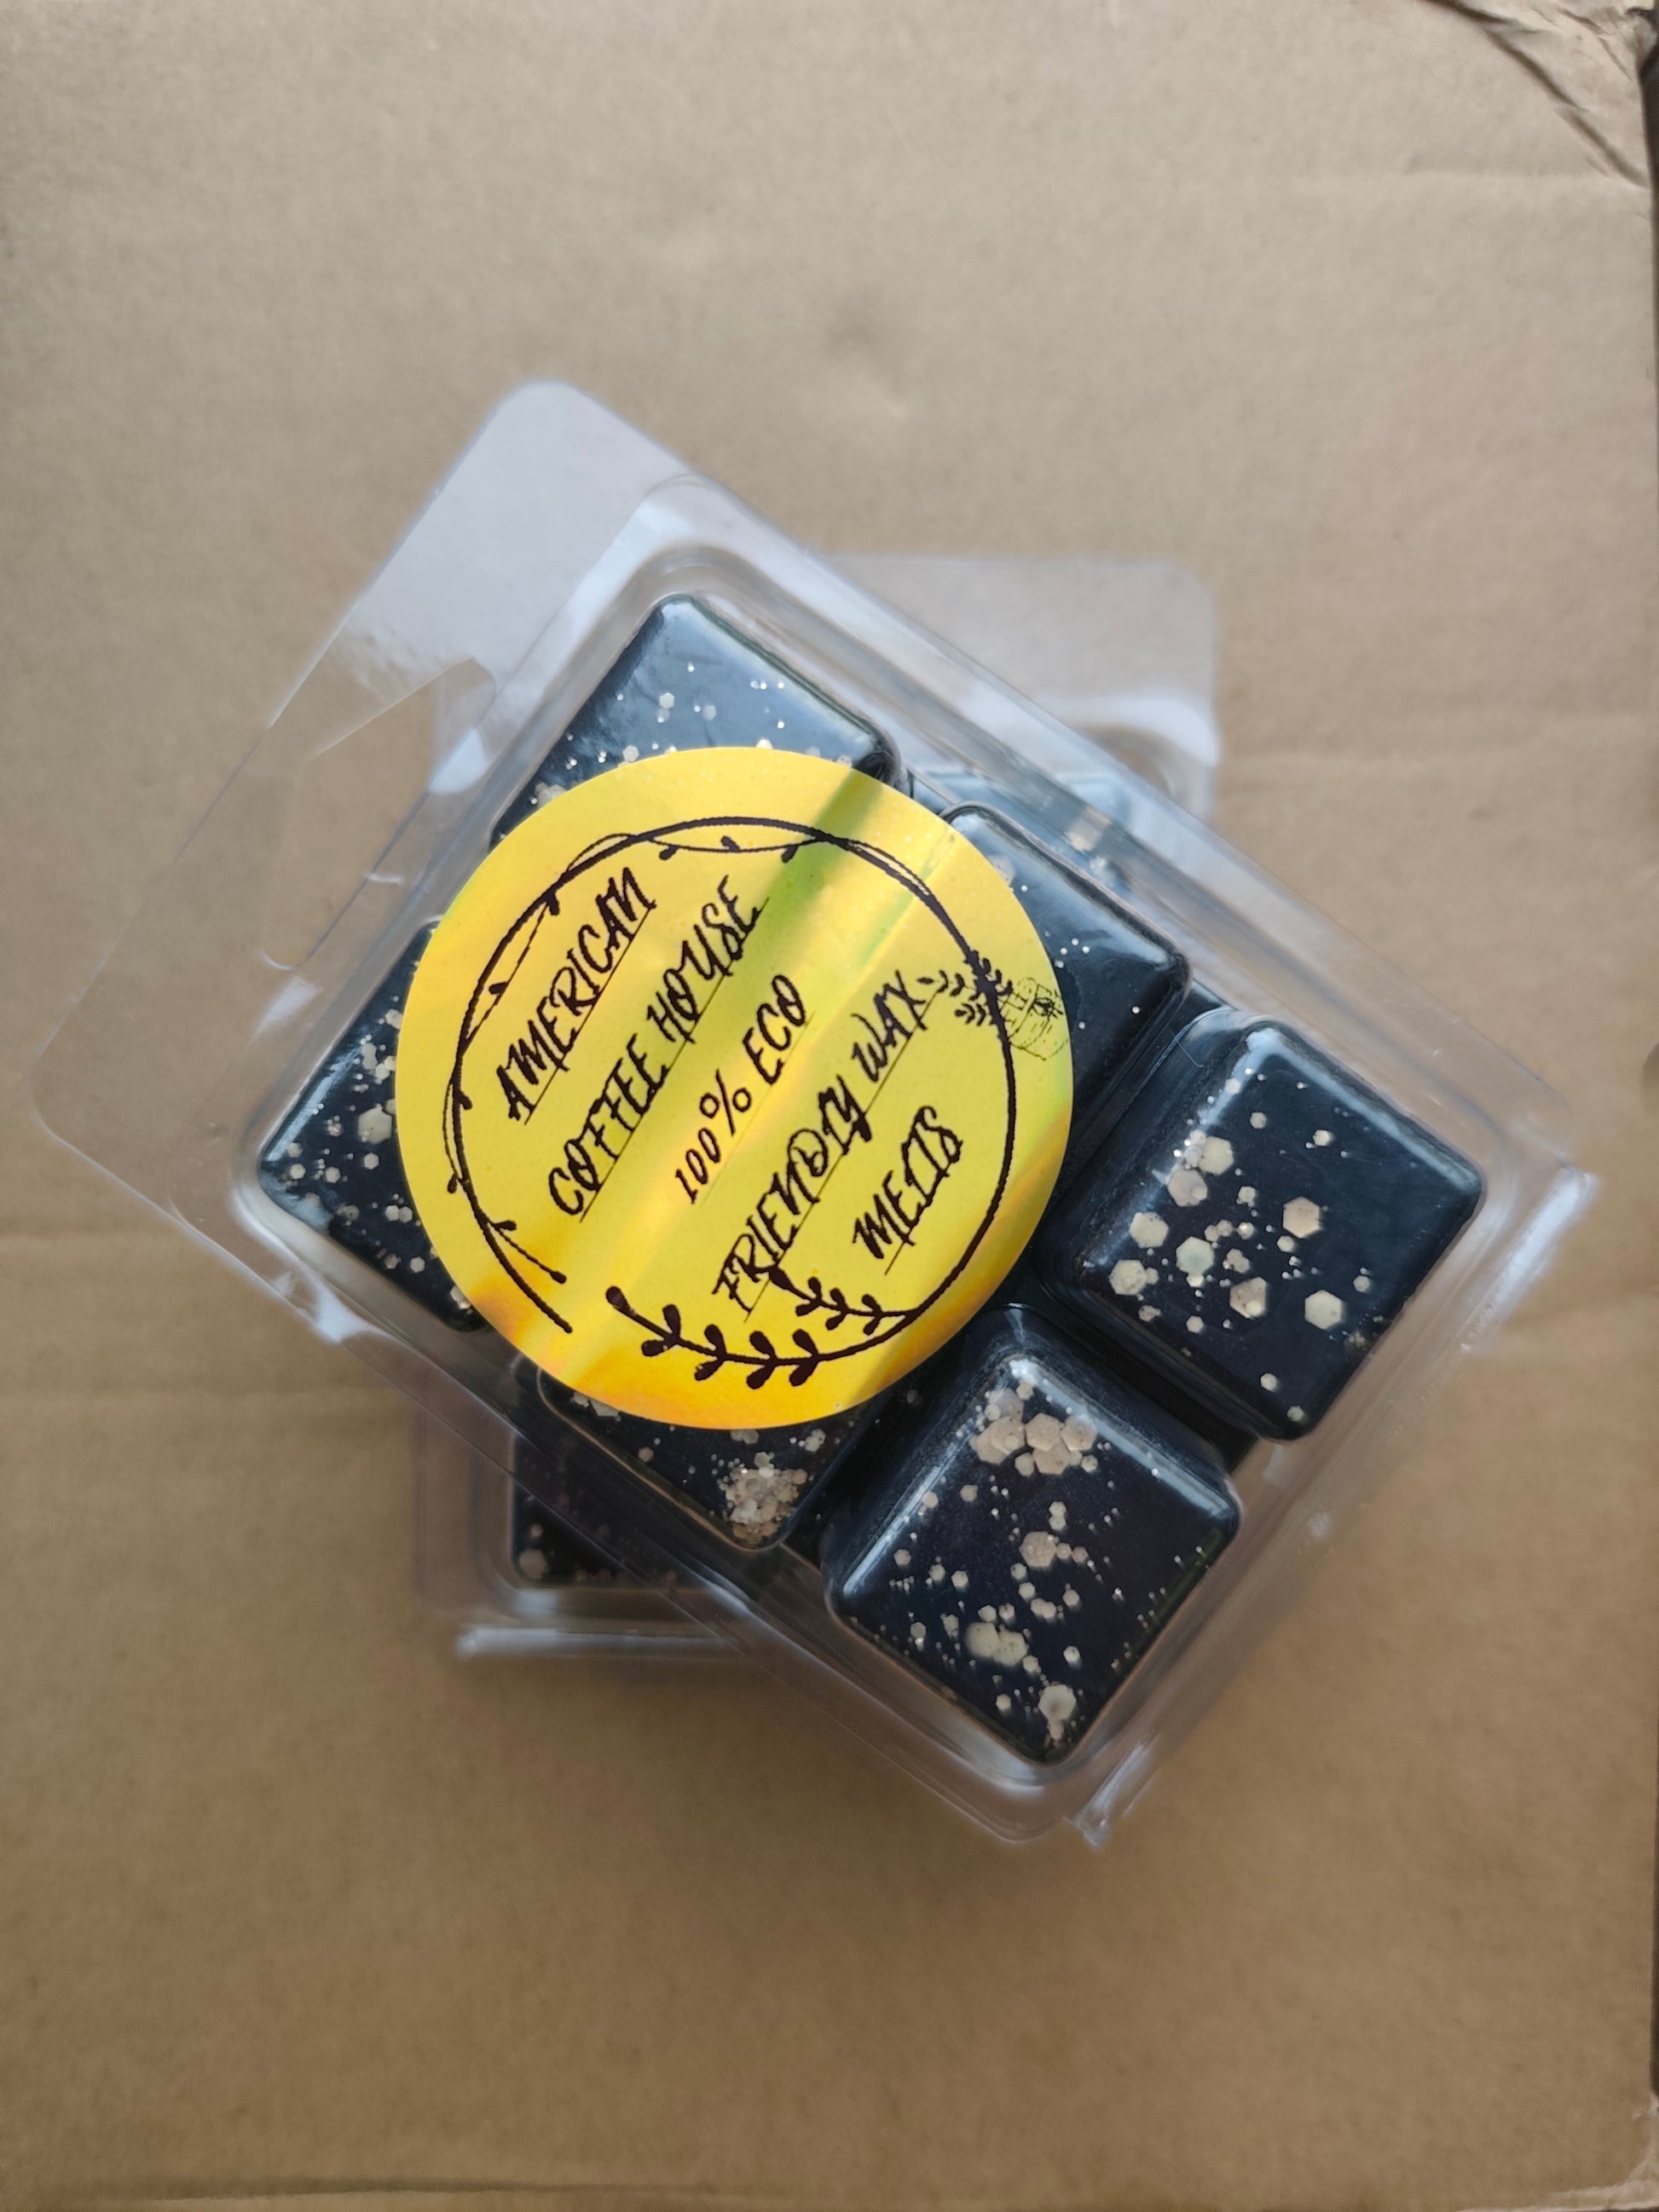 AMERICAN
COFFEE HOUSE
100% ECO
FRIENDLY WAX
MELTS